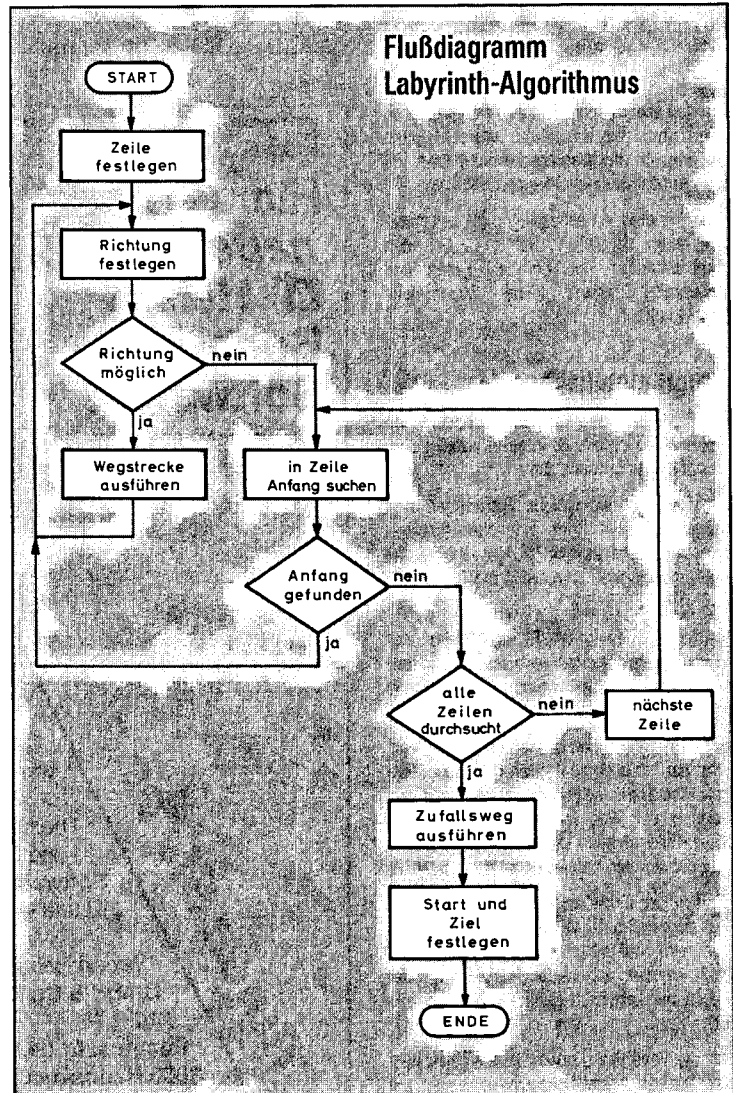 Flußdiagramm
Labyrinth-Algorithmus
START
Zeile
festlegen
Richtung
festlegen
Richtung
möglich
nein
ja
Wegstrecke
ausführen
in Zeile
Anfang suchen
Anfang
gefunden
nein
ja
alle
Zeilen
durchsucht
nein
nächste
Zeile
ja
Zufallsweg
ausführen
Start und
Ziel
festlegen
ENDE